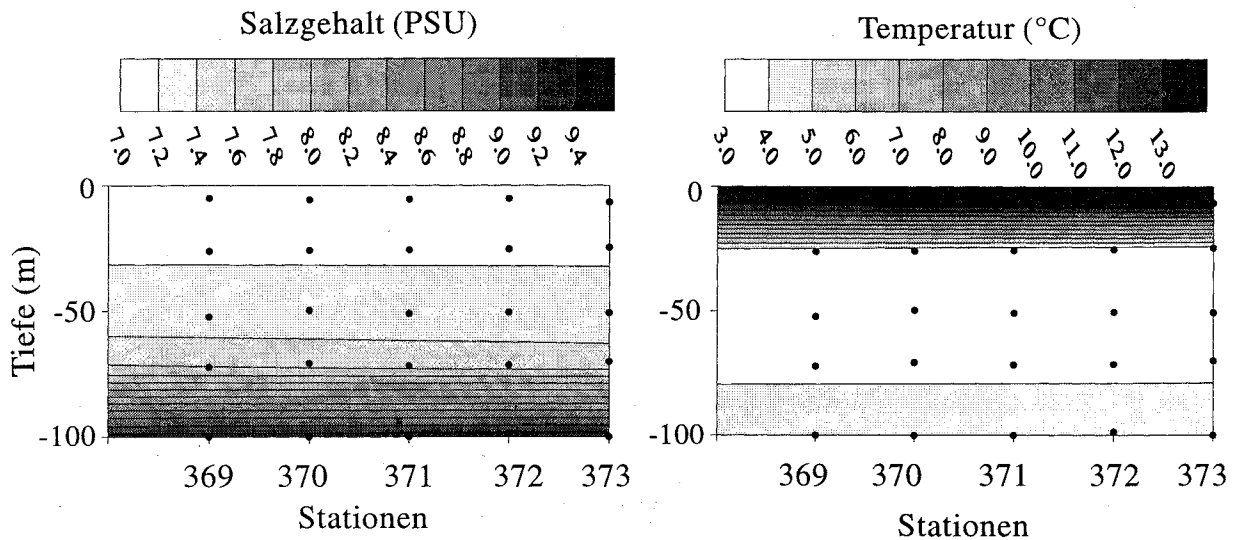 Salzgehalt (PSU)
7.0 7.2 7.4 7.6 7.8 8.0 8.2 8.4 8.6 8.8 9.0 9.2 9.4
0
-50
-100
Tiefe (m)
369 370 371 372 373
Stationen
Temperatur (°C)
3.0 4.0 5.0 6.0 7.0 8.0 9.0 10.0 11.0 12.0 13.0
0
-50
-100
369 370 371 372 373
Stationen